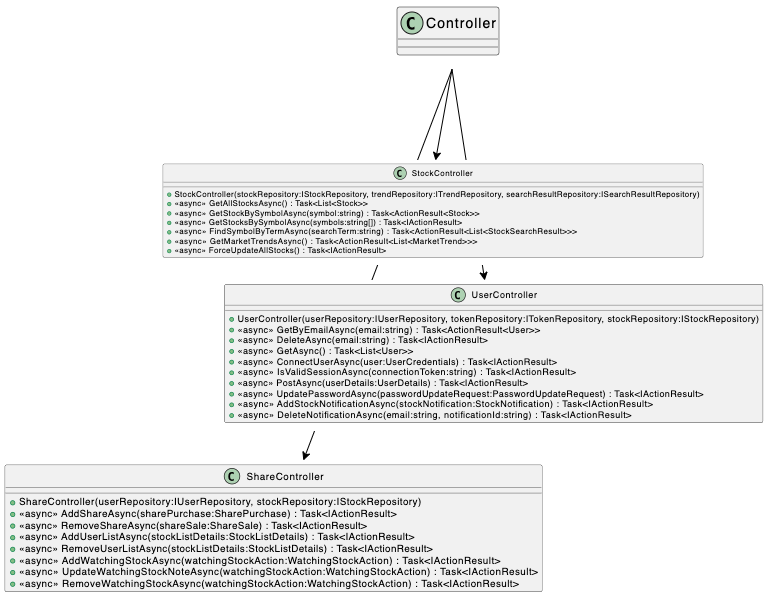 C Controller
C StockController
StockController(stockRepository:IStockRepository, trendRepository:ITrendRepository, searchResultRepository:ISearchResultRepository)
«async» GetAllStocksAsync() : Task<List<Stock>>
«async» GetStockBySymbolAsync(symbol:string) : Task<ActionResult<Stock>>
«async» GetStocksBySymbolAsync(symbols:string[]) : Task<ActionResult>
«async» FindSymbolByTermAsync(searchTerm:string) : Task<ActionResult<List<StockSearchResult>>>
«async» GetMarketTrendsAsync() : Task<ActionResult<List<MarketTrend>>>
«async» ForceUpdateAllStocks() : Task<IActionResult>
C UserController
UserController(userRepository:IUserRepository, tokenRepository:ITokenRepository, stockRepository:IStockRepository)
«async» GetByEmailAsync(email:string) : Task<ActionResult<User>>
«async» DeleteAsync(email:string) : Task<IActionResult>
«async» GetAsync() : Task<List<User>>
«async» ConnectUserAsync(user:UserCredentials) : Task<IActionResult>
«async» IsValidSessionAsync(connectionToken:string) : Task<IActionResult>
«async» PostAsync(userDetails:UserDetails) : Task<IActionResult>
«async» UpdatePasswordAsync(passwordUpdateRequest:PasswordUpdateRequest) : Task<IActionResult>
«async» AddStockNotificationAsync(stockNotification:StockNotification) : Task<IActionResult>
«async» DeleteNotificationAsync(email:string, notificationId:string) : Task<IActionResult>
C ShareController
ShareController(userRepository:IUserRepository, stockRepository:IStockRepository)
«async» AddShareAsync(sharePurchase:SharePurchase) : Task<IActionResult>
«async» RemoveShareAsync(shareSale:ShareSale) : Task<IActionResult>
«async» AddUserListAsync(stockListDetails:StockListDetails) : Task<IActionResult>
«async» RemoveUserListAsync(stockListDetails:StockListDetails) : Task<IActionResult>
«async» AddWatchingStockAsync(watchingStockAction:WatchingStockAction) : Task<IActionResult>
«async» UpdateWatchingStockNoteAsync(watchingStockAction:WatchingStockAction) : Task<IActionResult>
«async» RemoveWatchingStockAsync(watchingStockAction:WatchingStockAction) : Task<IActionResult>